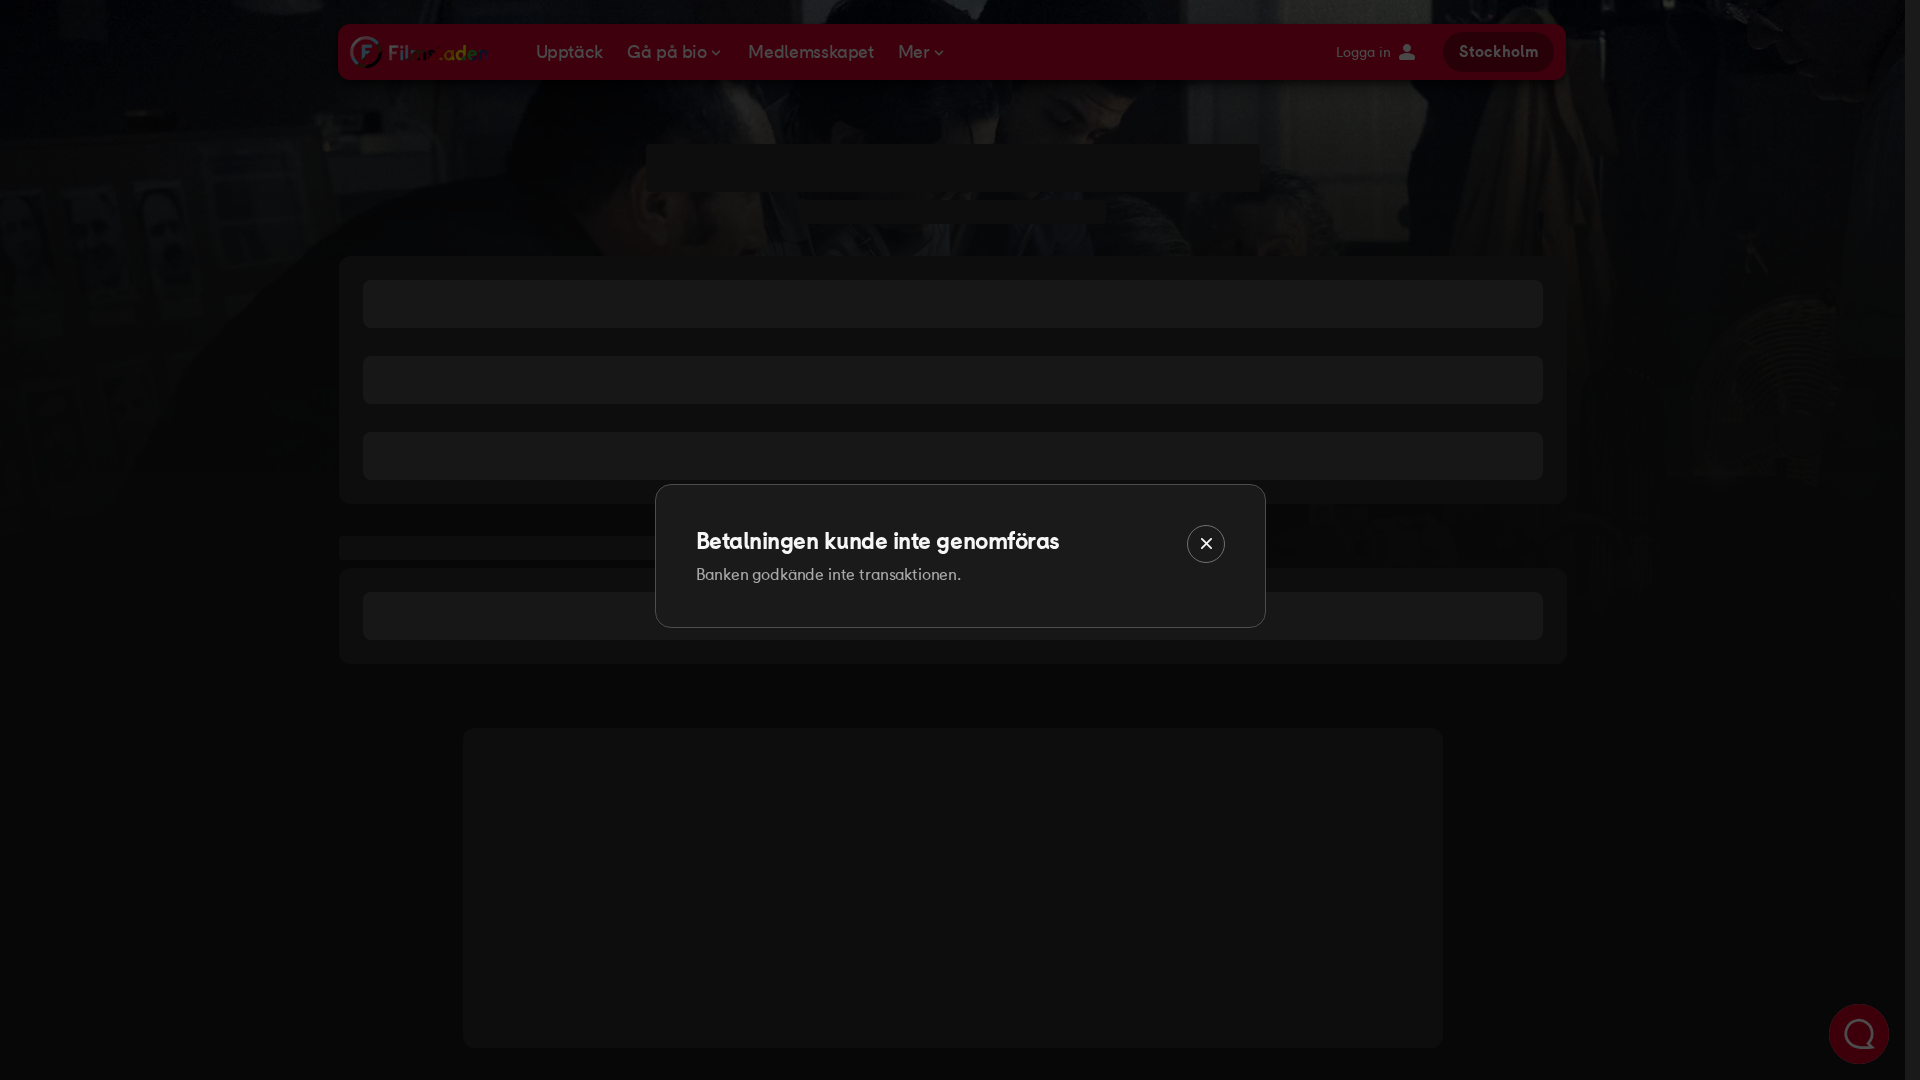 Filmstaden
Upptäck
Gå på bio
Medlemsskapet
Mer
Logga in
Stockholm
Betalningen kunde inte genomföras
Banken godkände inte transaktionen.